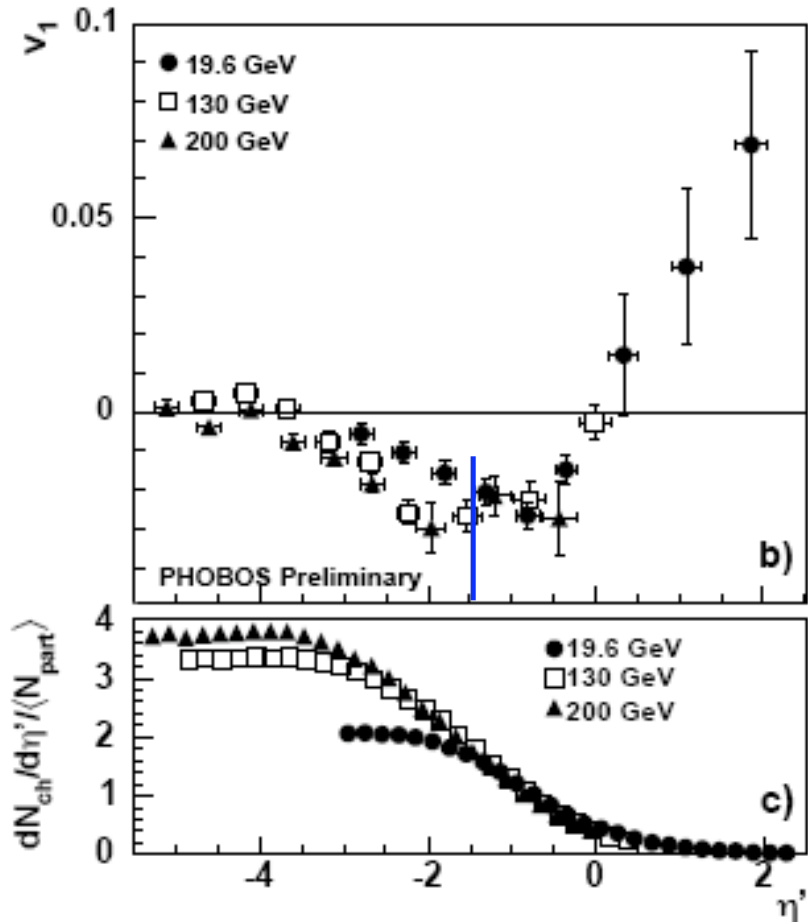 v1
0.1
0.05
0
19.6 GeV
130 GeV
200 GeV
PHOBOS Preliminary
b)
dNch/dη'/⟨Npart⟩
4
3
2
1
0
19.6 GeV
130 GeV
200 GeV
c)
-4
-2
0
2
η'